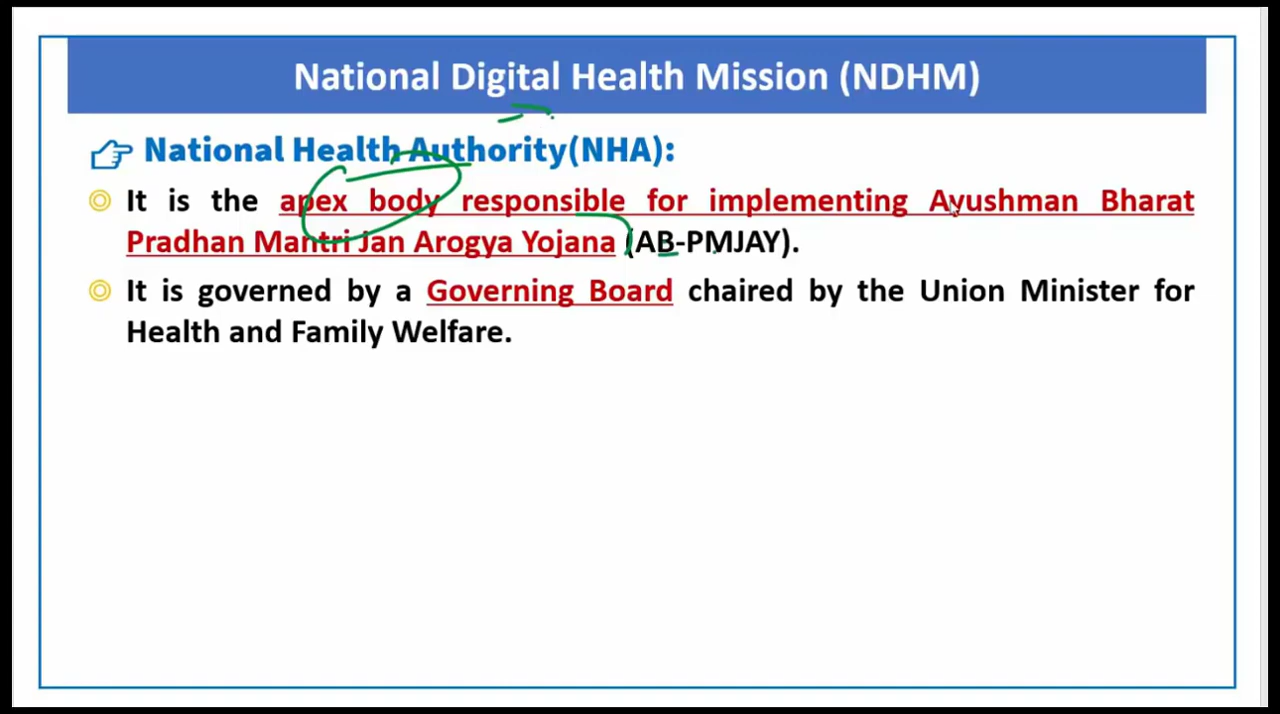 National Digital Health Mission (NDHM)
National Health Authority(NHA):
It is the apex body responsible for implementing Ayushman Bharat
Pradhan Mantri Jan Arogya Yojana (AB-PMJAY).
It is governed by a Governing Board chaired by the Union Minister for
Health and Family Welfare.